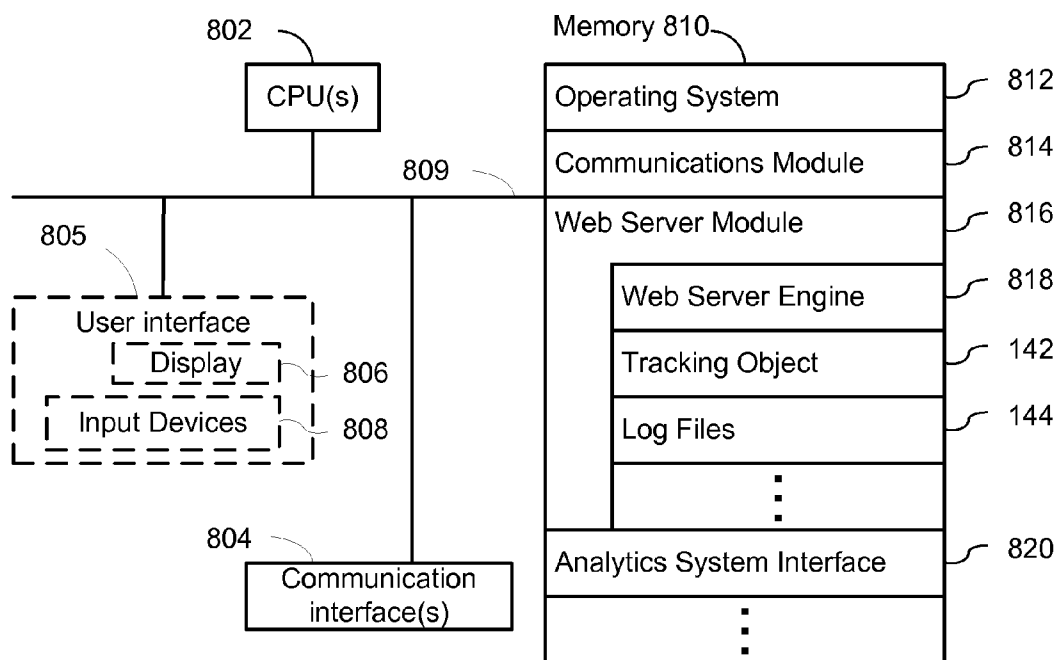 802
CPU(s)
809
805
User interface
Display
806
Input Devices
808
804
Communication
interface(s)
Memory 810
Operating System
812
Communications Module
814
Web Server Module
816
Web Server Engine
818
Tracking Object
142
Log Files
144
Analytics System Interface
820